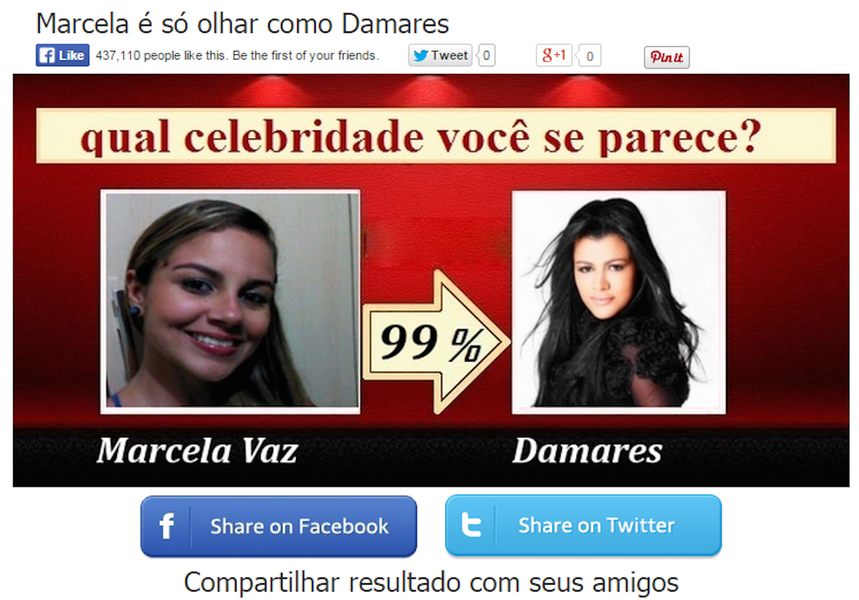 Marcela é só olhar como Damares
Like 437,110 people like this. Be the first of your friends. Tweet 0 g+1 0 Pin it
qual celebridade você se parece?
99 %
Marcela Vaz Damares
f Share on Facebook t Share on Twitter
Compartilhar resultado com seus amigos